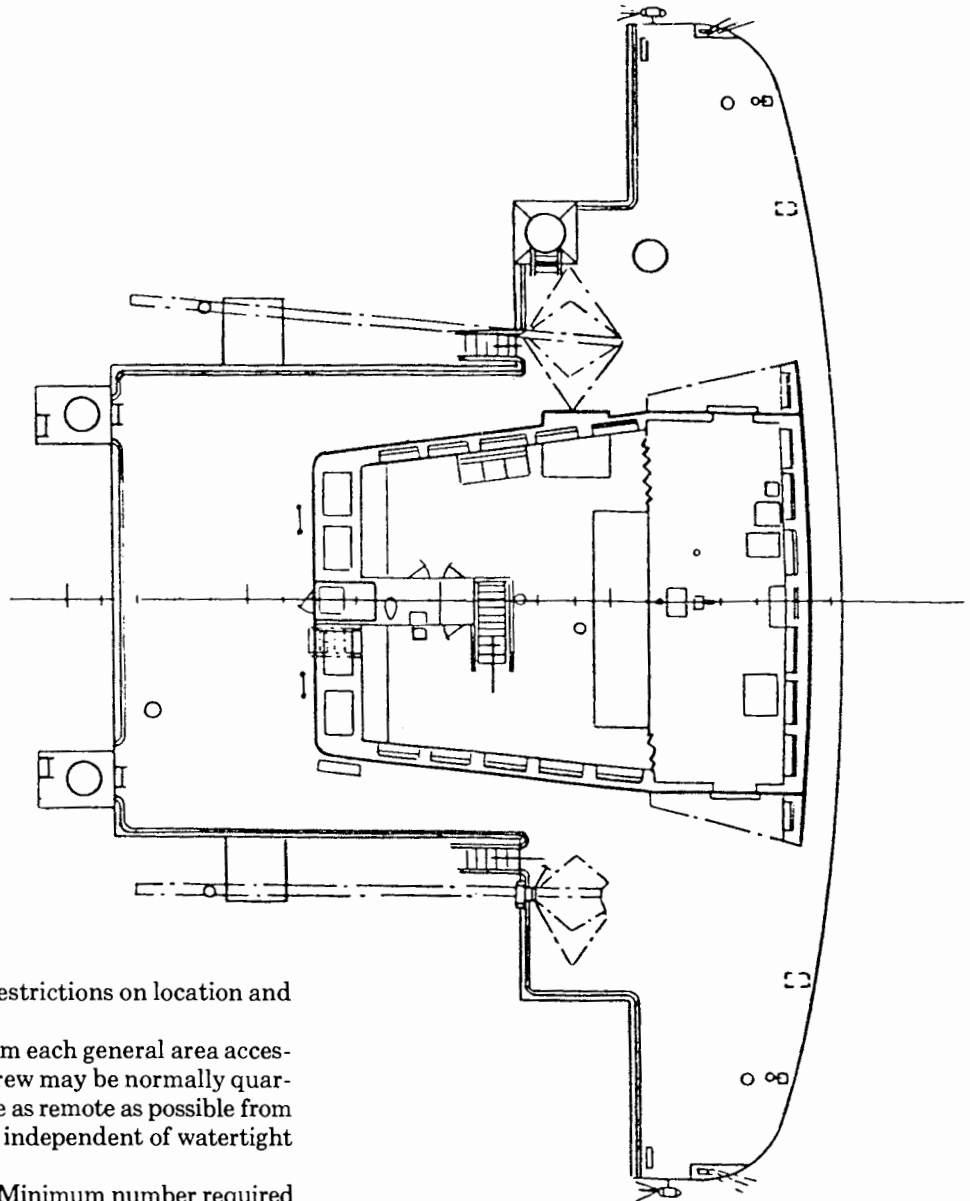 estrictions on location and
m each general area acces-
rew may be normally quar-
e as remote as possible from
independent of watertight
Minimum number required